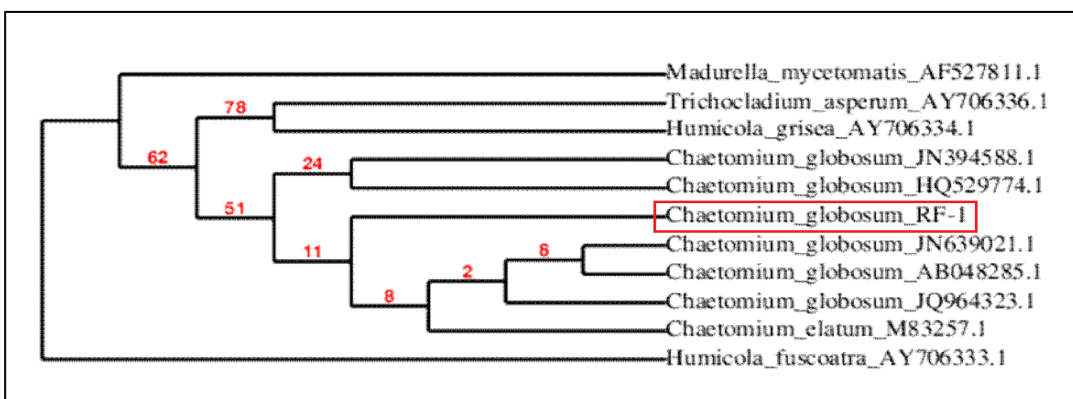 Madurella_mycetomatis_AF527811.1
78
Trichocladium_asperum_AY706336.1
Humicola_grisea_AY706334.1
62
24
Chaetomium_globosum_JN394588.1
Chaetomium_globosum_HQ529774.1
51
Chaetomium_globosum_RF-1
11
8
Chaetomium_globosum_JN639021.1
2
Chaetomium_globosum_AB048285.1
8
Chaetomium_globosum_JQ964323.1
Chaetomium_elatum_M83257.1
Humicola_fuscoatra_AY706333.1